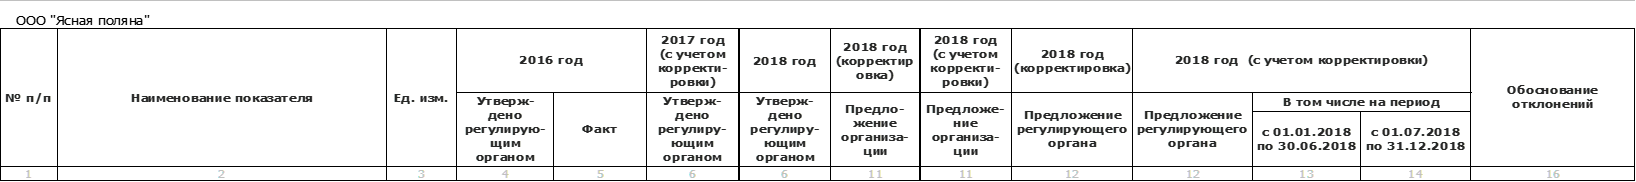 ООО "Ясная поляна"
№ п/п
Наименование показателя
Ед. изм.
2016 год
Утверж-
дено
регулирую-
щим
органом
Факт
2017 год
(с учетом
корректи-
ровки)
Утверж-
дено
регулиру-
ющим
органом
2018 год
Утверж-
дено
регулиру-
ющим
органом
2018 год
(корректир
овка)
Предло-
жение
организа-
ции
2018 год
(с учетом
корректи-
ровки)
Предложе-
ние
организа-
ции
2018 год
(корректировка)
Предложение
регулирующего
органа
2018 год (с учетом корректировки)
Предложение
регулирующего
органа
В том числе на период
с 01.01.2018
по 30.06.2018
с 01.07.2018
по 31.12.2018
Обоснование
отклонений
1 2 3 4 5 6 6 11 11 12 12 13 14 16